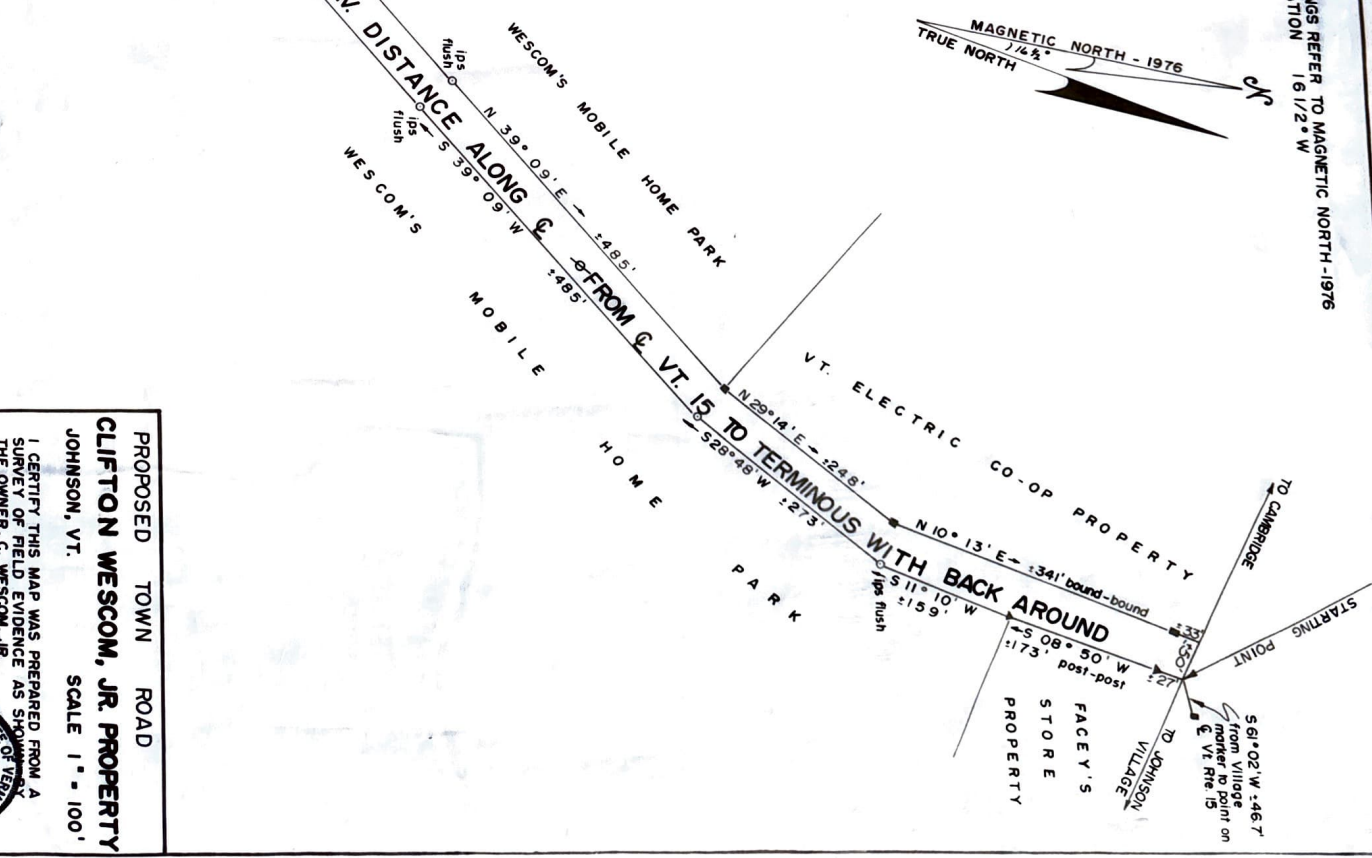 NGS REFER TO MAGNETIC NORTH-1976
TION 16 1/2° W
MAGNETIC NORTH - 1976
16 ½°
TRUE NORTH
N
WESCOM'S MOBILE HOME PARK
ips
flush
ips
flush
N 39° 09' E ±485'
DISTANCE ALONG ℄ FROM ℄ VT. 15 TO TERMINOUS WITH BACK AROUND
S 39° 09' W ±485'
WESCOM'S MOBILE HOME PARK
VT. ELECTRIC CO-OP PROPERTY
N 29° 14' E ±248'
S28° 48' W ±273'
N 10° 13' E ±341' bound-bound
ips flush
S 11° 10' W
±159'
S 08° 50' W
±173' post-post
±33'
±50'
±27'
TO CAMBRIDGE
STARTING POINT
TO JOHNSON
VILLAGE
S 61° 02' W ±46.7'
from Village
marker to point on
℄ Vt. Rte. 15
FACEY'S
STORE
PROPERTY
PROPOSED TOWN ROAD
CLIFTON WESCOM, JR. PROPERTY
JOHNSON, VT. SCALE 1" = 100'
I CERTIFY THIS MAP WAS PREPARED FROM A
SURVEY OF FIELD EVIDENCE AS SHOWN BY
THE OWNER, C. WESCOM, JR.
OF VER